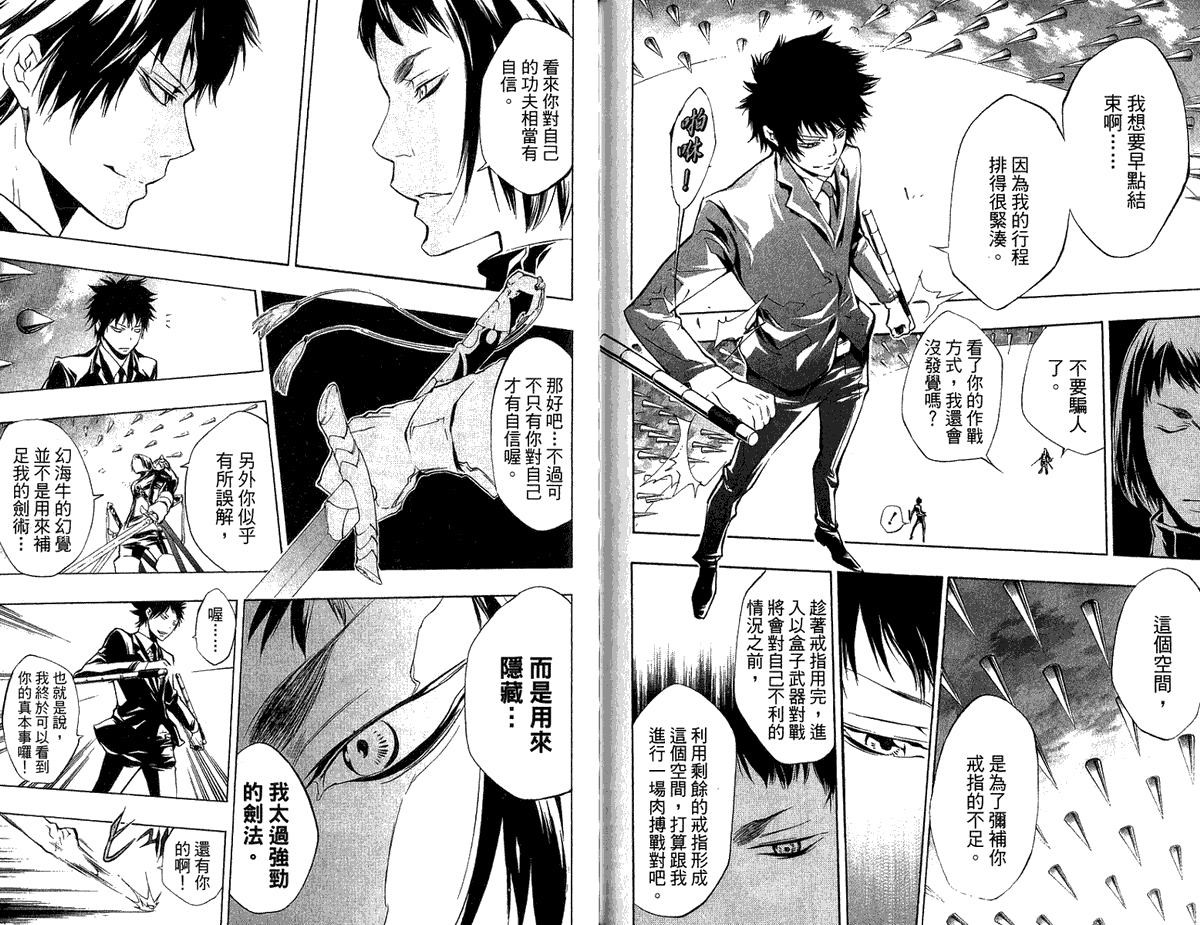 我想要早點結
束啊……
因為我的行程
排得很緊湊。
啪咻！
不要騙人
了。
看了你的作戰
方式，我還會
沒發覺嗎？
！
這個空間，
是為了彌補你
戒指的不足。
趁著戒指用完，進
入以盒子武器對戰
將會對自己不利的
情況之前，
利用剩餘的戒指形成
這個空間，打算跟我
進行一場肉搏戰對吧。
看來你對自己
的功夫相當有
自信。
那好吧…不過可
不只有你對自己
才有自信喔。
另外你似乎
有所誤解，
幻海牛的幻覺
並不是用來補
足我的劍術…
而是用來
隱藏…
我太過強勁
的劍法。
喔……
也就是說，
我終於可以看到
你的真本事囉！
還有你
的啊！